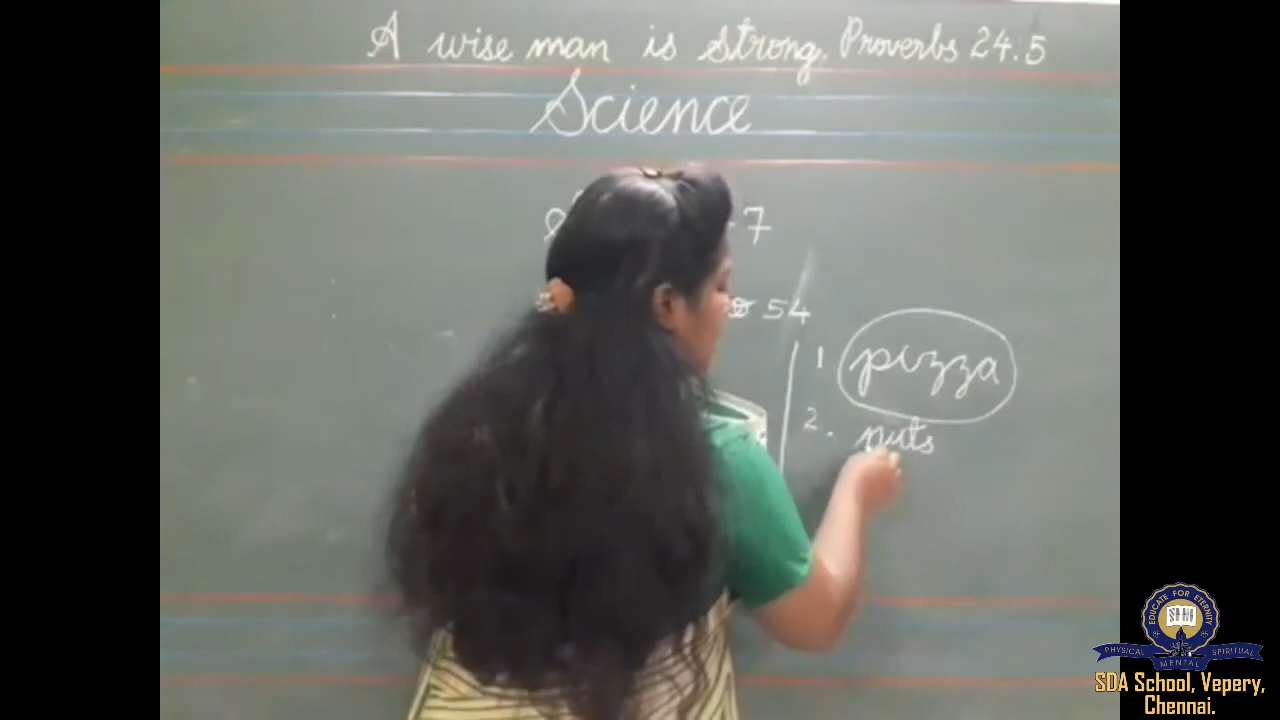 A wise man is strong. Proverbs 24:5
Science
-7
54
1 pizza
2. nuts
EDUCATE FOR ETERNITY
PHYSICAL MENTAL SPIRITUAL
SDA School, Vepery,
Chennai.